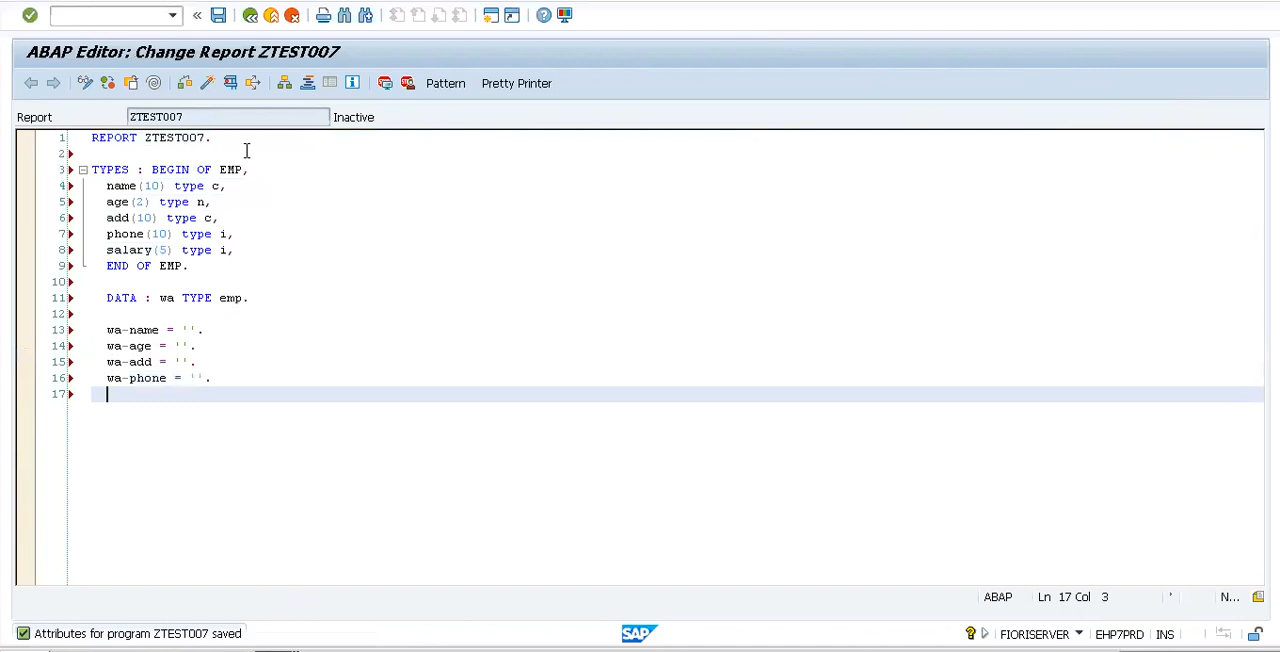 ABAP Editor: Change Report ZTEST007
Pattern Pretty Printer
Report ZTEST007 Inactive
1 REPORT ZTEST007.
2
3 TYPES : BEGIN OF EMP,
4 name(10) type c,
5 age(2) type n,
6 add(10) type c,
7 phone(10) type i,
8 salary(5) type i,
9 END OF EMP.
10
11 DATA : wa TYPE emp.
12
13 wa-name = ''.
14 wa-age = ''.
15 wa-add = ''.
16 wa-phone = ''.
17
ABAP Ln 17 Col 3 N...
Attributes for program ZTEST007 saved SAP FIORISERVER EHP7PRD INS